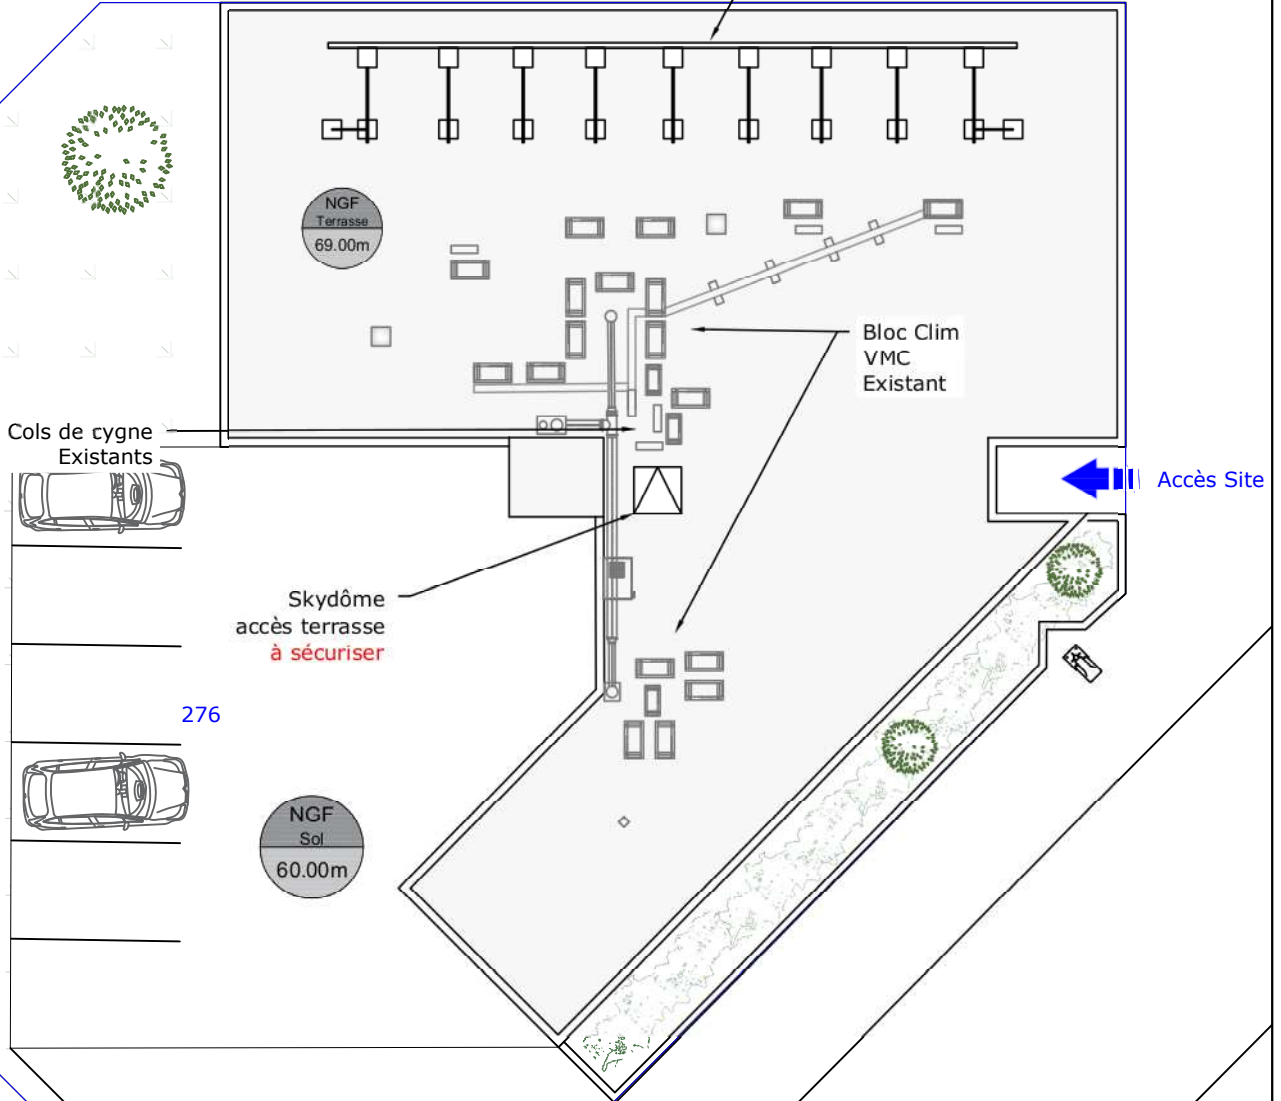 NGF
Terrasse
69.00m
Bloc Clim
VMC
Existant
Cols de cygne
Existants
Accès Site
Skydôme
accès terrasse
à sécuriser
276
NGF
Sol
60.00m